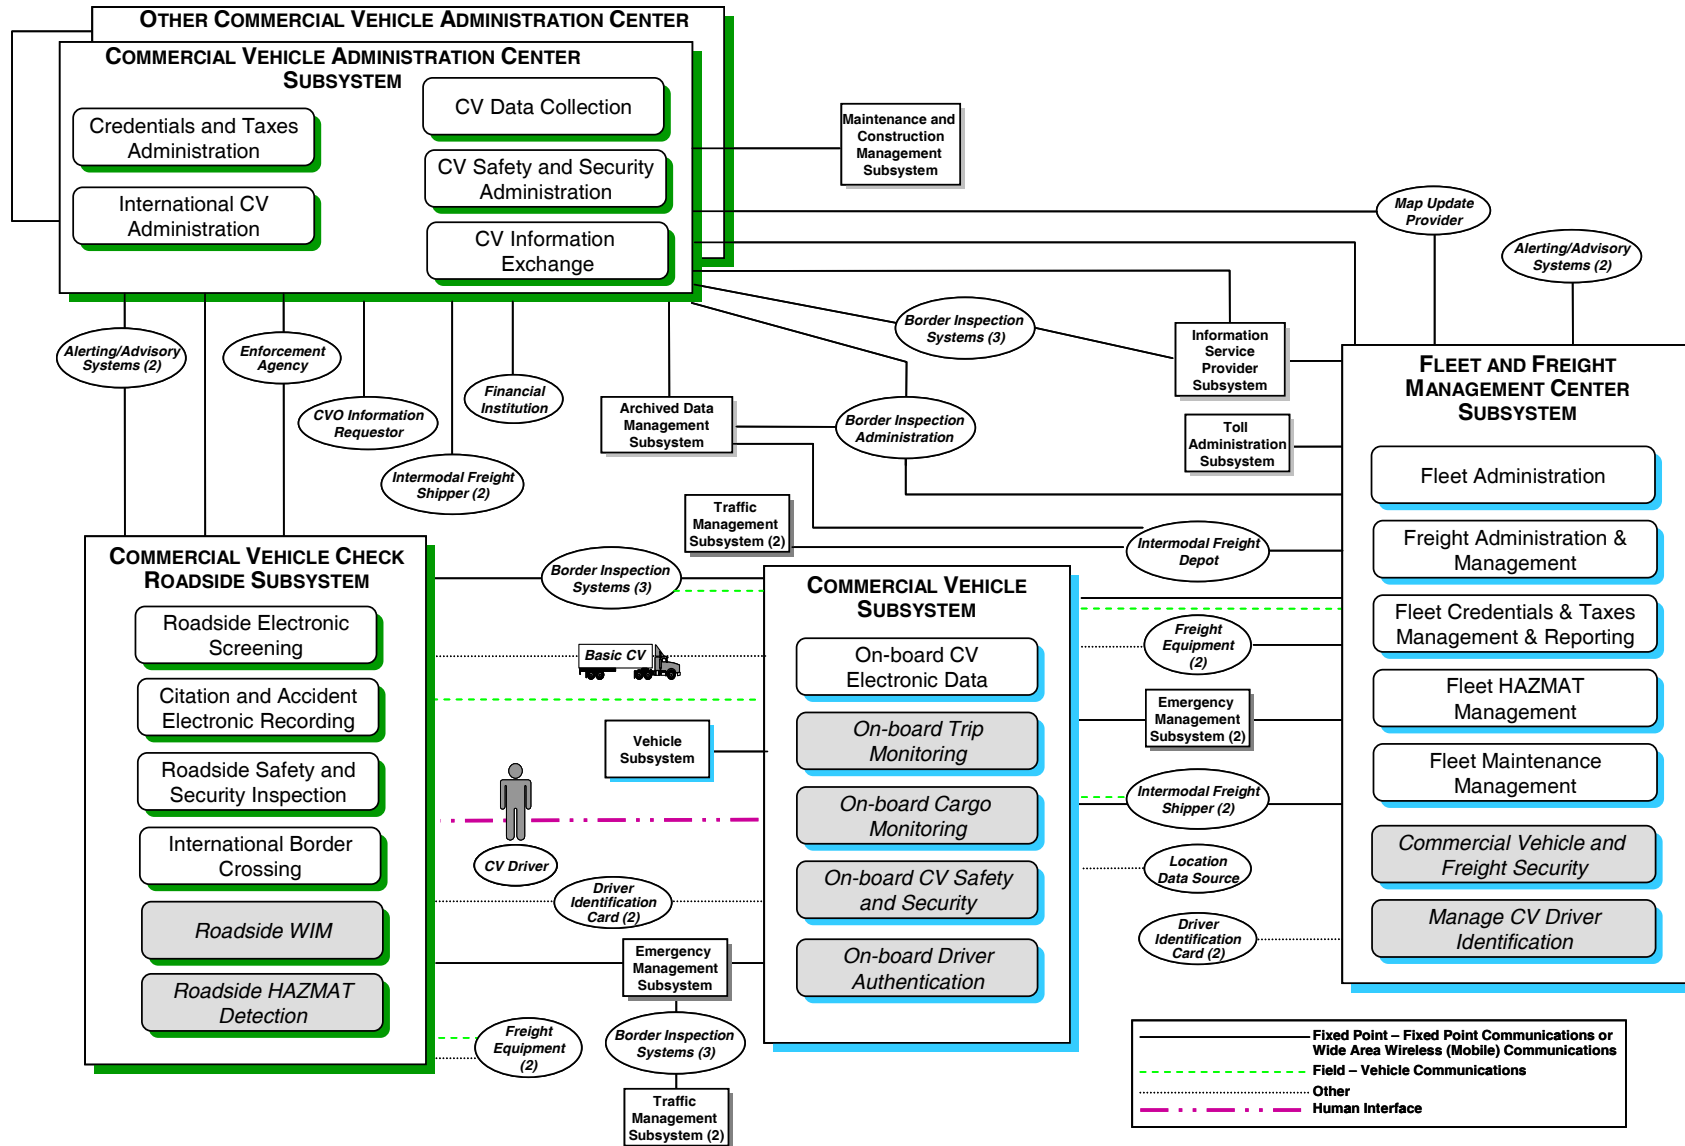 OTHER COMMERCIAL VEHICLE ADMINISTRATION CENTER
COMMERCIAL VEHICLE ADMINISTRATION CENTER
SUBSYSTEM
Credentials and Taxes
Administration
International CV
Administration
CV Data Collection
CV Safety and Security
Administration
CV Information
Exchange
Maintenance and
Construction
Management
Subsystem
Map Update
Provider
Alerting/Advisory
Systems (2)
Alerting/Advisory
Systems (2)
Enforcement
Agency
CVO Information
Requestor
Intermodal Freight
Shipper (2)
Financial
Institution
Archived Data
Management
Subsystem
Border Inspection
Administration
Border Inspection
Systems (3)
Information
Service
Provider
Subsystem
Toll
Administration
Subsystem
Traffic
Management
Subsystem (2)
Intermodal Freight
Depot
FLEET AND FREIGHT
MANAGEMENT CENTER
SUBSYSTEM
Fleet Administration
Freight Administration &
Management
Fleet Credentials & Taxes
Management & Reporting
Fleet HAZMAT
Management
Fleet Maintenance
Management
Commercial Vehicle and
Freight Security
Manage CV Driver
Identification
COMMERCIAL VEHICLE CHECK
ROADSIDE SUBSYSTEM
Roadside Electronic
Screening
Citation and Accident
Electronic Recording
Roadside Safety and
Security Inspection
International Border
Crossing
Roadside WIM
Roadside HAZMAT
Detection
Border Inspection
Systems (3)
Basic CV
Vehicle
Subsystem
CV Driver
Driver
Identification
Card (2)
Emergency
Management
Subsystem
Freight
Equipment
(2)
Border Inspection
Systems (3)
Traffic
Management
Subsystem (2)
COMMERCIAL VEHICLE
SUBSYSTEM
On-board CV
Electronic Data
On-board Trip
Monitoring
On-board Cargo
Monitoring
On-board CV Safety
and Security
On-board Driver
Authentication
Freight
Equipment
(2)
Emergency
Management
Subsystem (2)
Intermodal Freight
Shipper (2)
Location
Data Source
Driver
Identification
Card (2)
Fixed Point – Fixed Point Communications or
Wide Area Wireless (Mobile) Communications
Field – Vehicle Communications
Other
Human Interface